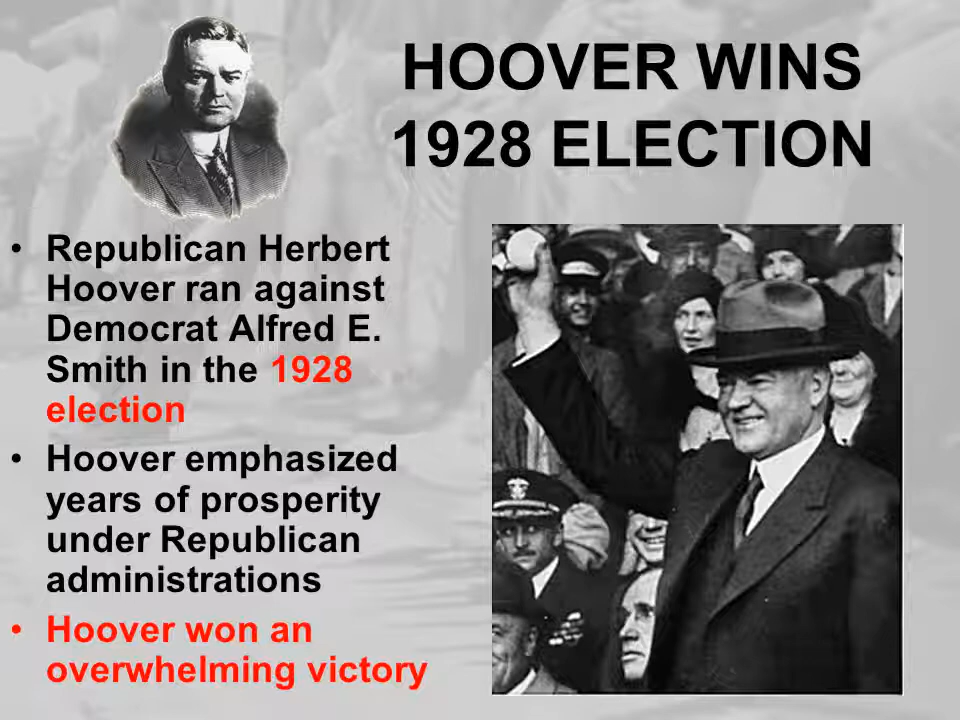 HOOVER WINS
1928 ELECTION
• Republican Herbert
Hoover ran against
Democrat Alfred E.
Smith in the 1928
election
• Hoover emphasized
years of prosperity
under Republican
administrations
• Hoover won an
overwhelming victory